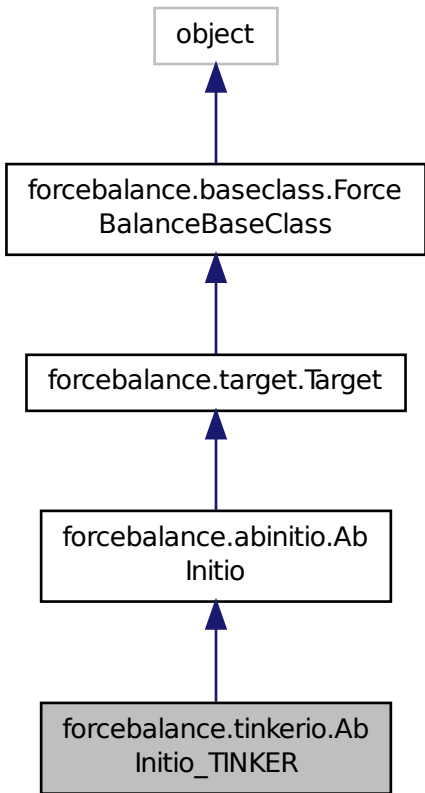 object
forcebalance.baseclass.Force
BalanceBaseClass
forcebalance.target.Target
forcebalance.abinitio.Ab
Initio
forcebalance.tinkerio.Ab
Initio_TINKER